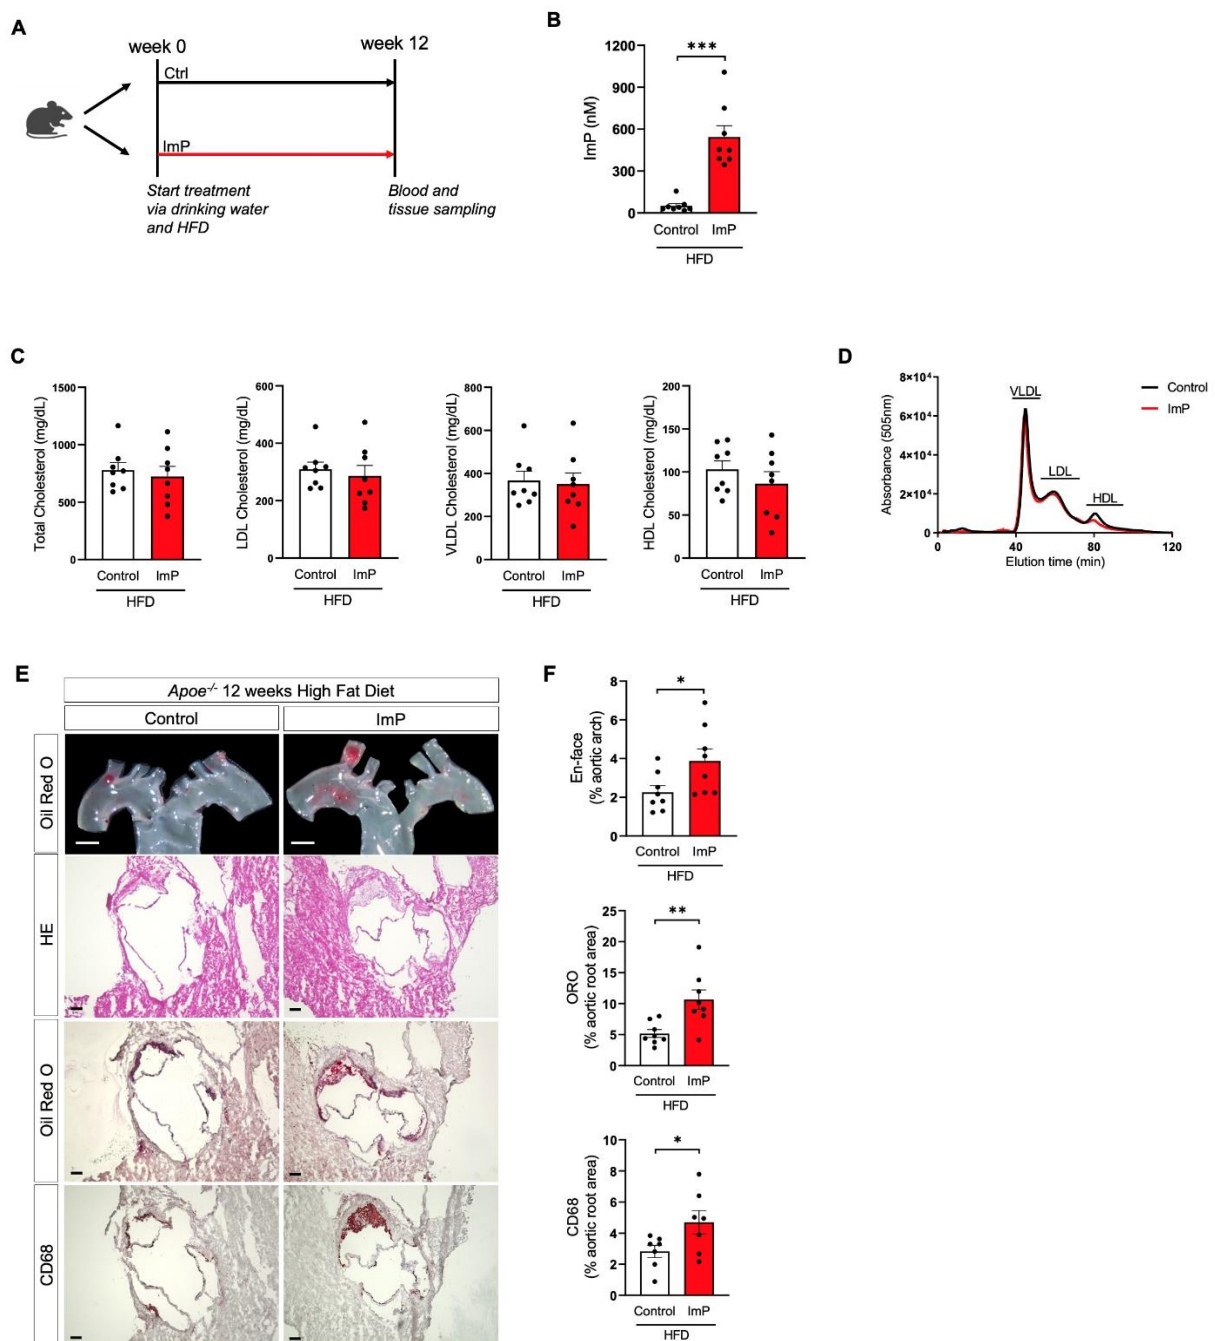 A
week 0
week 12
Ctrl
ImP
Start treatment
via drinking water
and HFD
Blood and
tissue sampling
B
***
1200
900
600
300
0
ImP (nM)
Control ImP
HFD
C
1500
1000
500
0
Total Cholesterol (mg/dL)
Control ImP
HFD
600
400
200
0
LDL Cholesterol (mg/dL)
Control ImP
HFD
800
600
400
200
0
VLDL Cholesterol (mg/dL)
Control ImP
HFD
200
150
100
50
0
HDL Cholesterol (mg/dL)
Control ImP
HFD
D
8×10⁴
6×10⁴
4×10⁴
2×10⁴
0
Absorbance (505nm)
VLDL
LDL
HDL
Control
ImP
0 40 80 120
Elution time (min)
E
Apoe-/- 12 weeks High Fat Diet
Control ImP
Oil Red O
HE
Oil Red O
CD68
F
*
8
6
4
2
0
En-face
(% aortic arch)
Control ImP
HFD
**
25
20
15
10
5
0
ORO
(% aortic root area)
Control ImP
HFD
*
10
8
6
4
2
0
CD68
(% aortic root area)
Control ImP
HFD